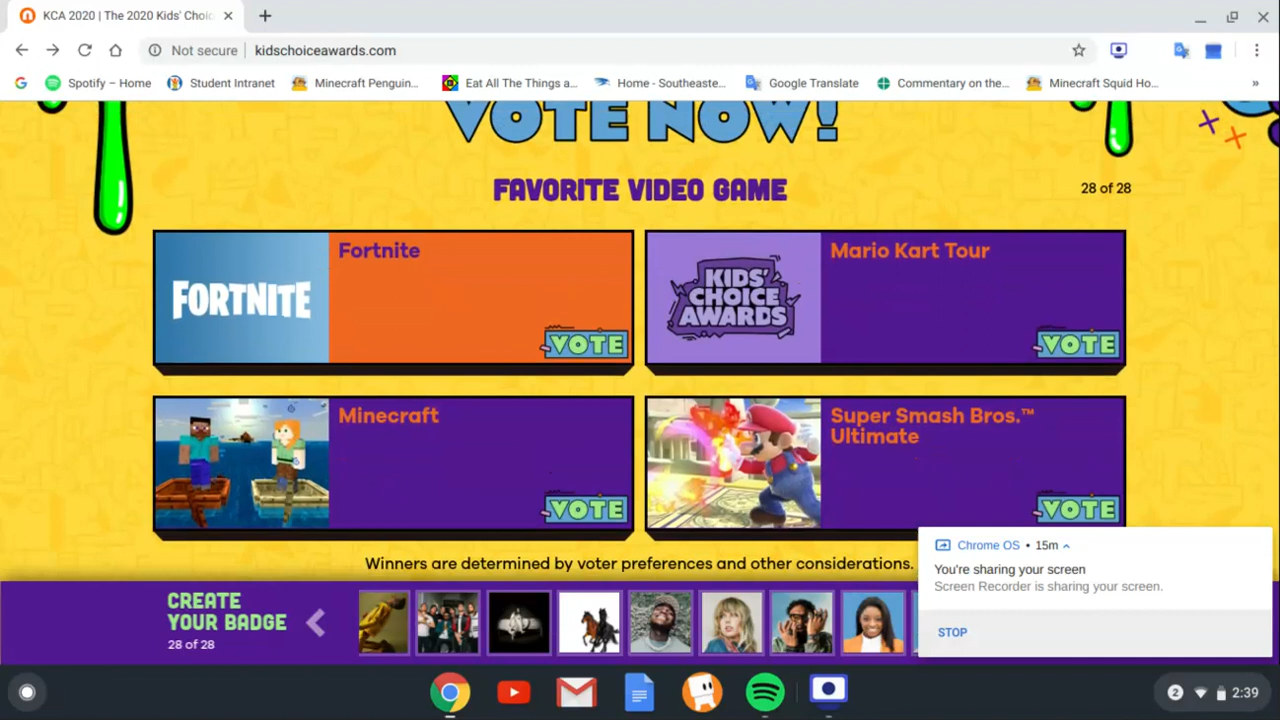 KCA 2020 | The 2020 Kids' Choic
Not secure
kidschoiceawards.com
Spotify – Home
Student Intranet
Minecraft Penguin...
Eat All The Things a...
Home - Southeaste...
Google Translate
Commentary on the...
Minecraft Squid Ho...
»
VOTE NOW!
FAVORITE VIDEO GAME
28 of 28
Fortnite
FORTNITE
VOTE
Mario Kart Tour
KIDS'
CHOICE
AWARDS
VOTE
Minecraft
VOTE
Super Smash Bros.™
Ultimate
VOTE
Winners are determined by voter preferences and other considerations.
CREATE
YOUR BADGE
28 of 28
Chrome OS • 15m
You're sharing your screen
Screen Recorder is sharing your screen.
STOP
2
2:39